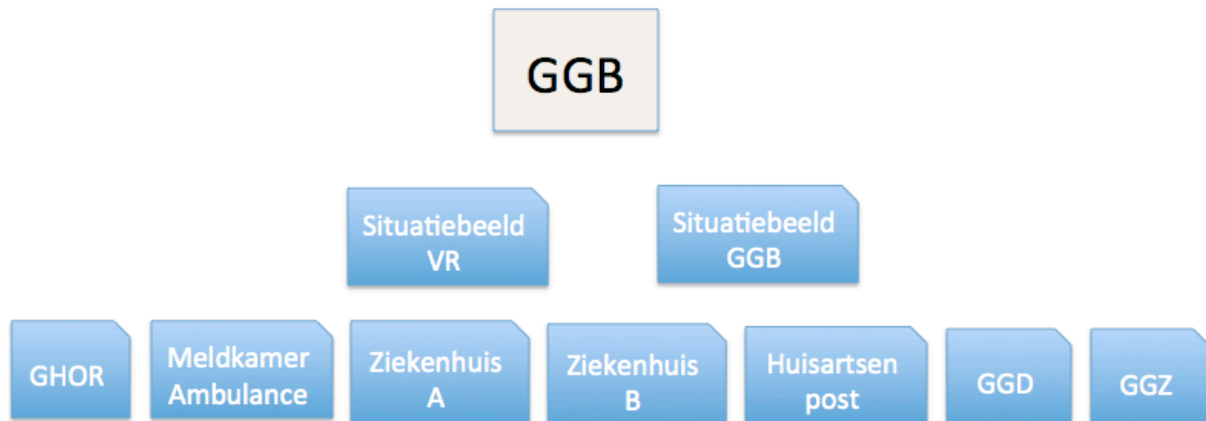 GGB
Situatiebeeld
VR
Situatiebeeld
GGB
GHOR
Meldkamer
Ambulance
Ziekenhuis
A
Ziekenhuis
B
Huisartsen
post
GGD
GGZ